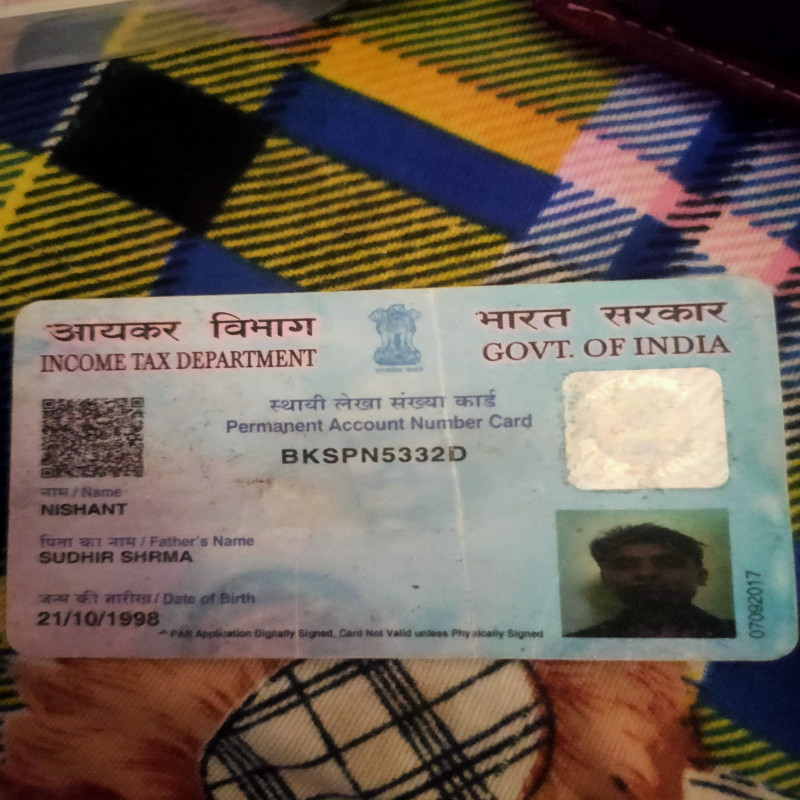 आयकर विभाग
INCOME TAX DEPARTMENT
भारत सरकार
GOVT. OF INDIA
स्थायी लेखा संख्या कार्ड
Permanent Account Number Card
BKSPN5332D
नाम / Name
NISHANT
पिता का नाम / Father's Name
SUDHIR SHRMA
जन्म की तारीख / Date of Birth
21/10/1998
PAN Application Digitally Signed, Card Not Valid unless Physically Signed
07092017